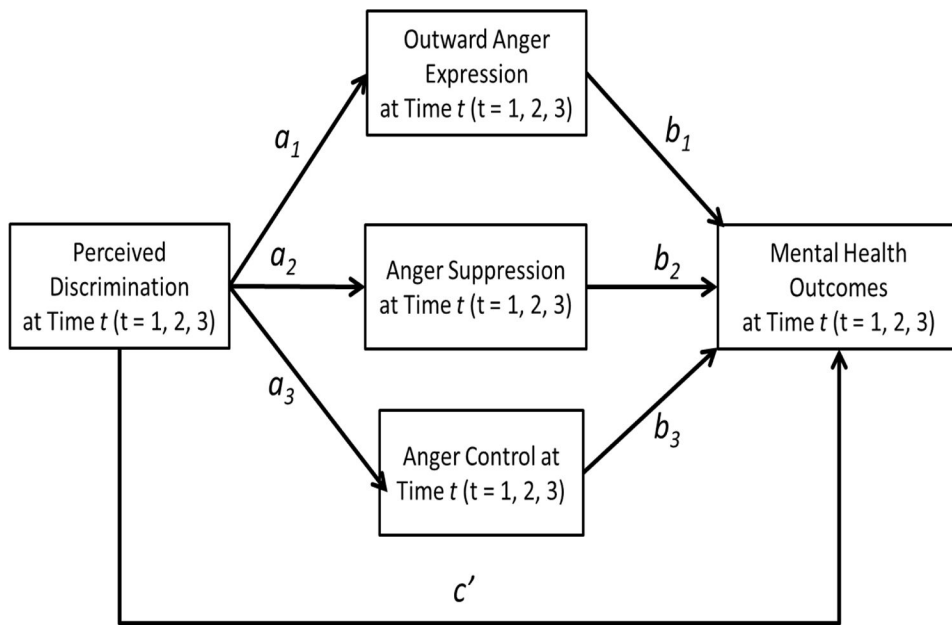 Outward Anger
Expression
at Time t (t = 1, 2, 3)
a1
b1
Perceived
Discrimination
at Time t (t = 1, 2, 3)
a2
Anger Suppression
at Time t (t = 1, 2, 3)
b2
Mental Health
Outcomes
at Time t (t = 1, 2, 3)
a3
Anger Control at
Time t (t = 1, 2, 3)
b3
c’